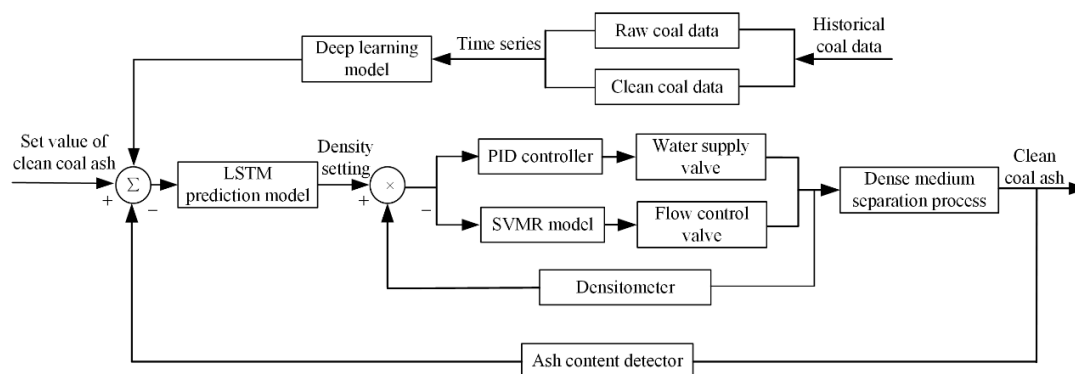 Historical
coal data
Raw coal data
Time series
Deep learning
model
Clean coal data
Set value of
clean coal ash
+
Σ
−
LSTM
prediction model
Density
setting
+
×
−
PID controller
Water supply
valve
SVMR model
Flow control
valve
Dense medium
separation process
Clean
coal ash
Densitometer
Ash content detector